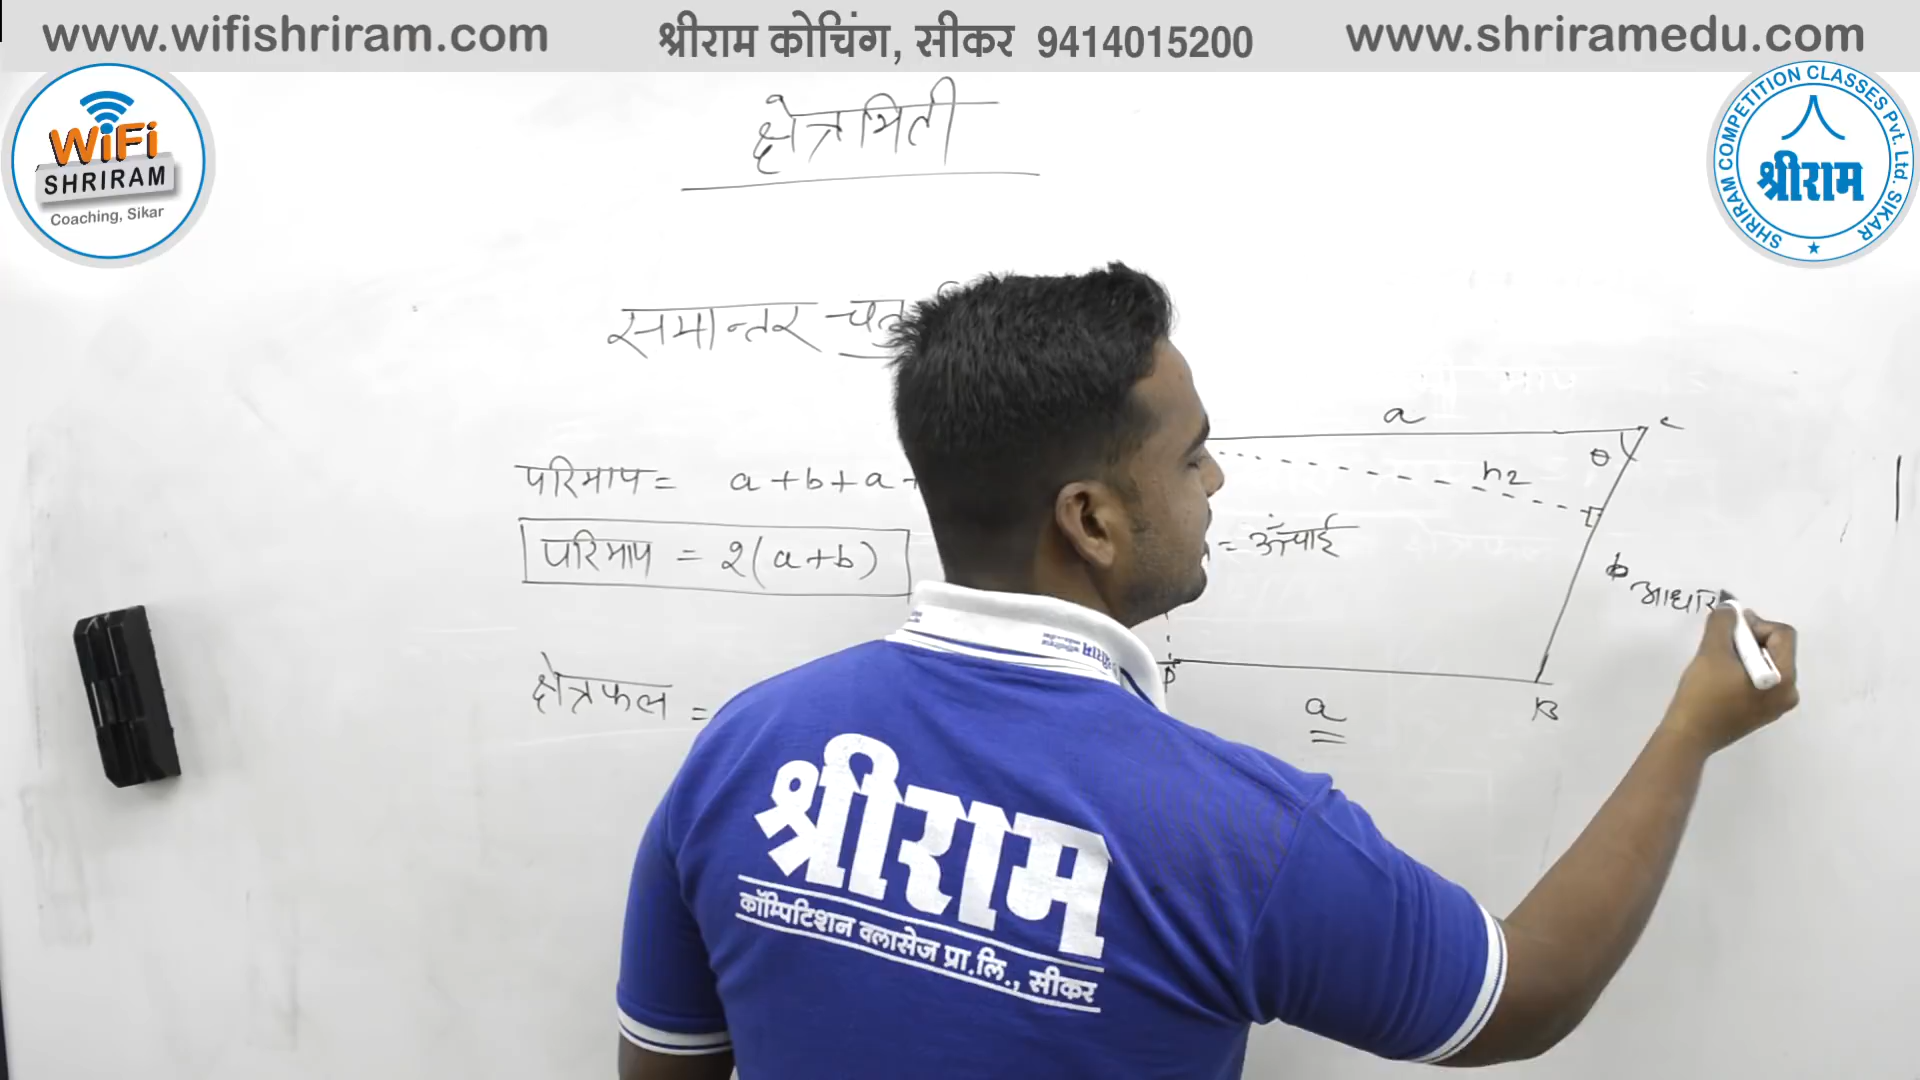 www.wifishriram.com श्रीराम कोचिंग, सीकर 9414015200 www.shriramedu.com
WiFi
SHRIRAM
Coaching, Sikar
SHRIRAM COMPETITION CLASSES Pvt. Ltd. SIKAR
श्रीराम
क्षेत्रमिती
समान्तर चतु
a
C
θ
h2
परिमाप = a+b+a+
परिमाप = 2(a+b)
= ऊँचाई
b आधार
क्षेत्रफल =
D
a
B
श्रीराम
कॉम्पिटिशन क्लासेज प्रा.लि., सीकर